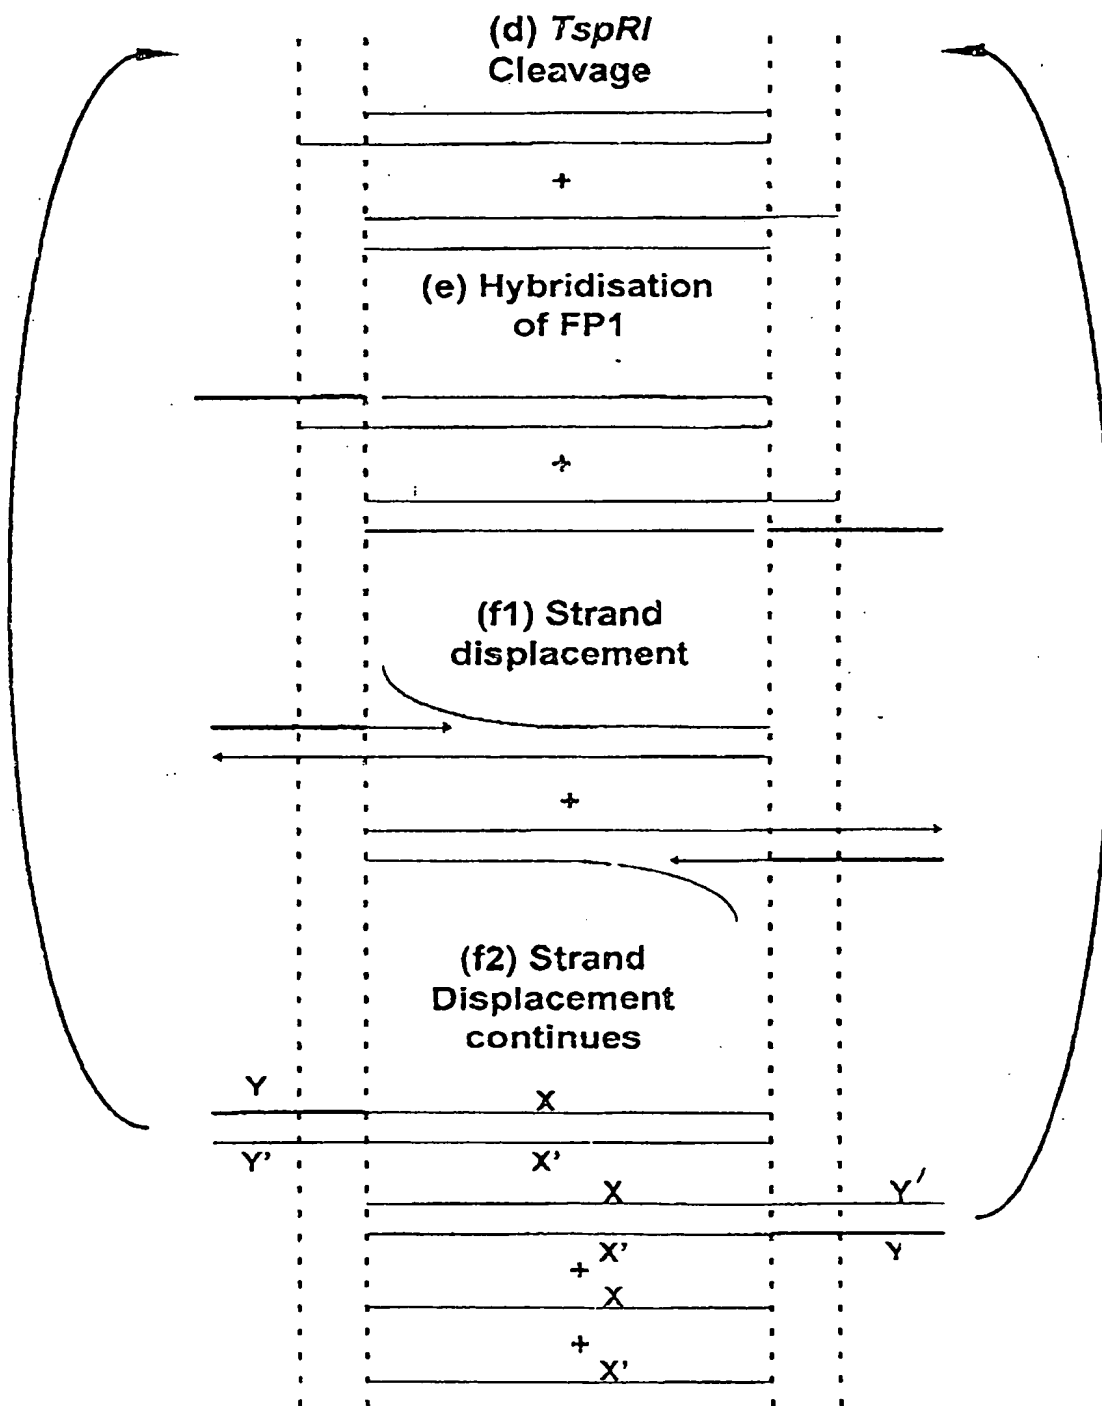 (d) TspRI
Cleavage
+
(e) Hybridisation
of FP1
+
(f1) Strand
displacement
+
(f2) Strand
Displacement
continues
Y X
Y' X'
X Y'
X' Y
+
X
+
X'